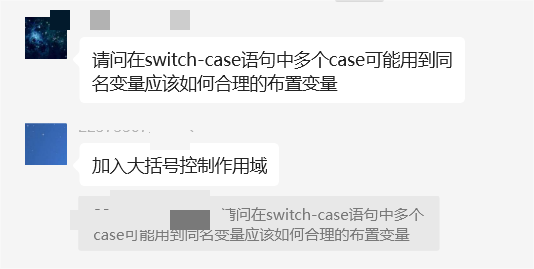 请问在switch-case语句中多个case可能用到同
名变量应该如何合理的布置变量
加入大括号控制作用域
请问在switch-case语句中多个
case可能用到同名变量应该如何合理的布置变量